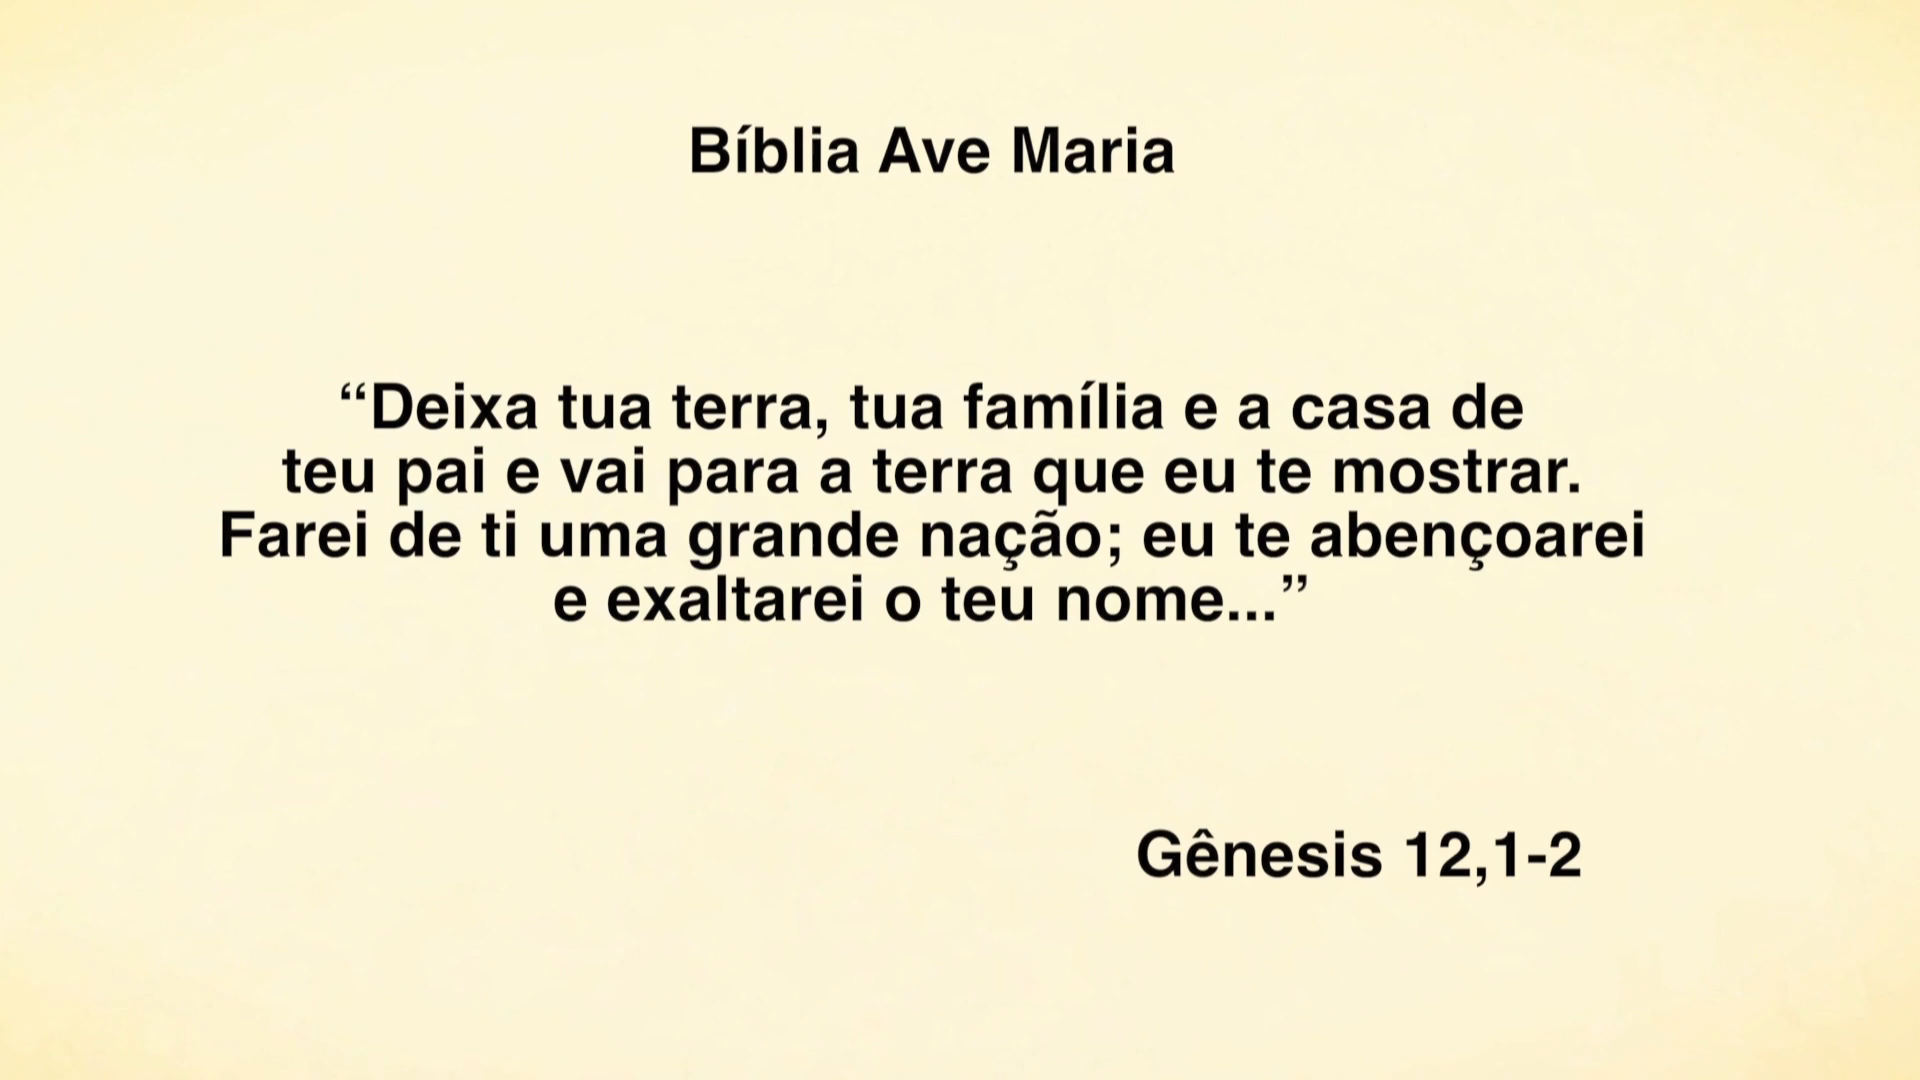 Bíblia Ave Maria
“Deixa tua terra, tua família e a casa de
teu pai e vai para a terra que eu te mostrar.
Farei de ti uma grande nação; eu te abençoarei
e exaltarei o teu nome...”
Gênesis 12,1-2